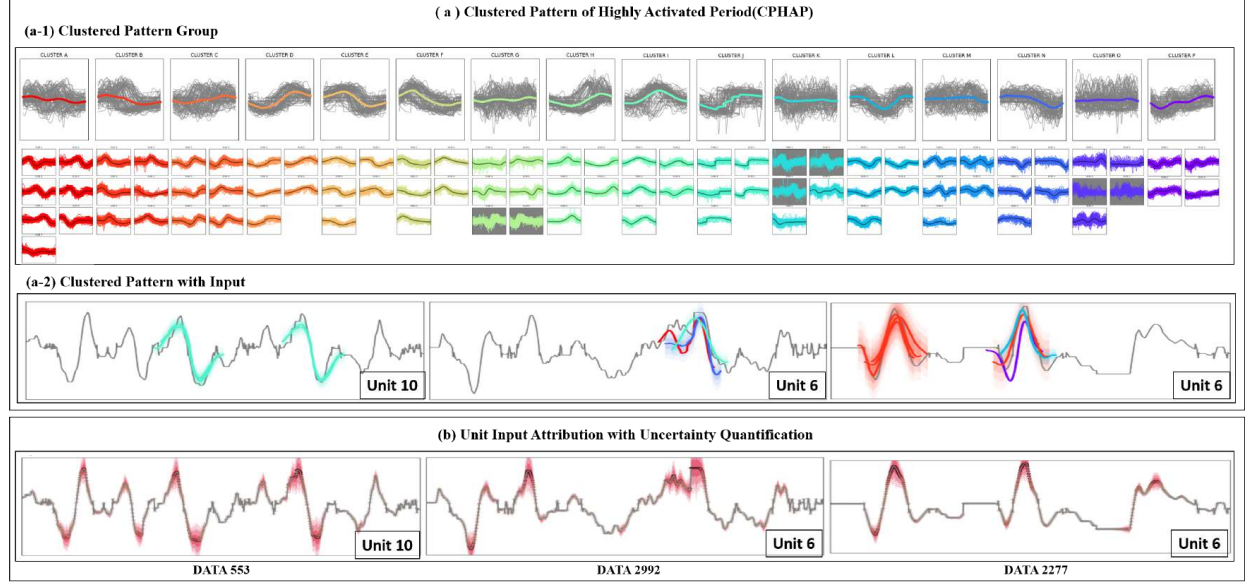 ( a ) Clustered Pattern of Highly Activated Period(CPHAP)
(a-1) Clustered Pattern Group
CLUSTER A CLUSTER B CLUSTER C CLUSTER D CLUSTER E CLUSTER F CLUSTER G CLUSTER H CLUSTER I CLUSTER J CLUSTER K CLUSTER L CLUSTER M CLUSTER N CLUSTER O CLUSTER P
(a-2) Clustered Pattern with Input
Unit 10 Unit 6 Unit 6
(b) Unit Input Attribution with Uncertainty Quantification
Unit 10 Unit 6 Unit 6
DATA 553 DATA 2992 DATA 2277